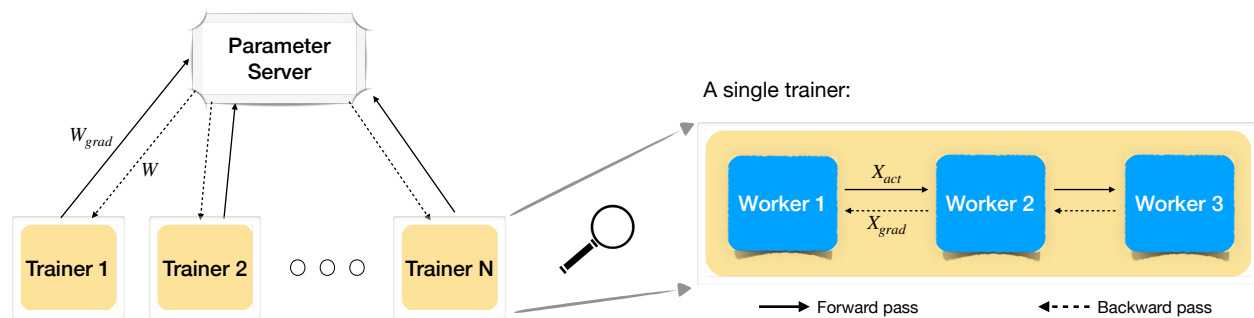 Parameter
Server
W_grad
W
Trainer 1
Trainer 2
Trainer N
A single trainer:
Worker 1
X_act
X_grad
Worker 2
Worker 3
Forward pass
Backward pass